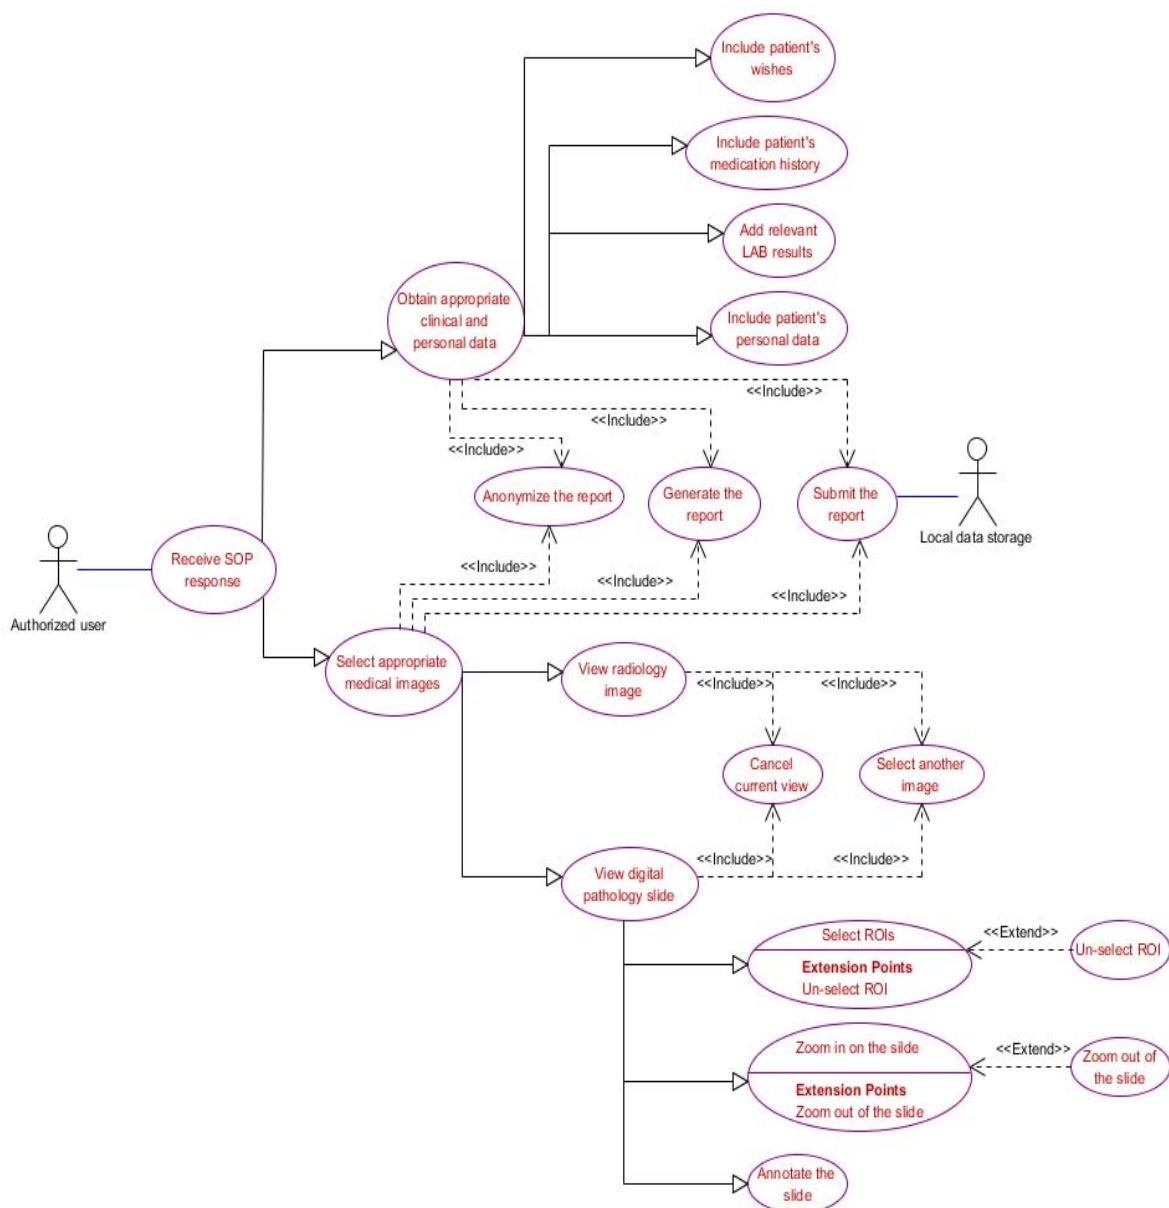 Include patient's
wishes
Include patient's
medication history
Add relevant
LAB results
Obtain appropriate
clinical and
personal data
Include patient's
personal data
<<Include>>
<<Include>>
<<Include>>
Anonymize the report
Generate the
report
Submit the
report
Local data storage
Authorized user
Receive SOP
response
<<Include>>
<<Include>>
<<Include>>
Select appropriate
medical images
View radiology
image
<<Include>>
<<Include>>
Cancel
current view
Select another
image
<<Include>>
<<Include>>
View digital
pathology slide
Select ROIs
Extension Points
Un-select ROI
<<Extend>>
Un-select ROI
Zoom in on the silde
Extension Points
Zoom out of the slide
<<Extend>>
Zoom out of
the slide
Annotate the
slide